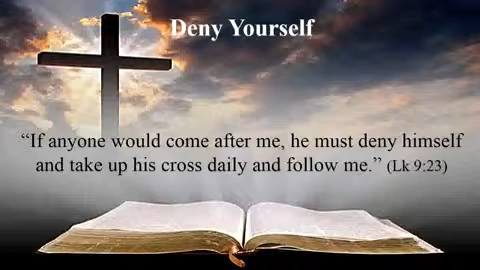 Deny Yourself
“If anyone would come after me, he must deny himself
and take up his cross daily and follow me.” (Lk 9:23)